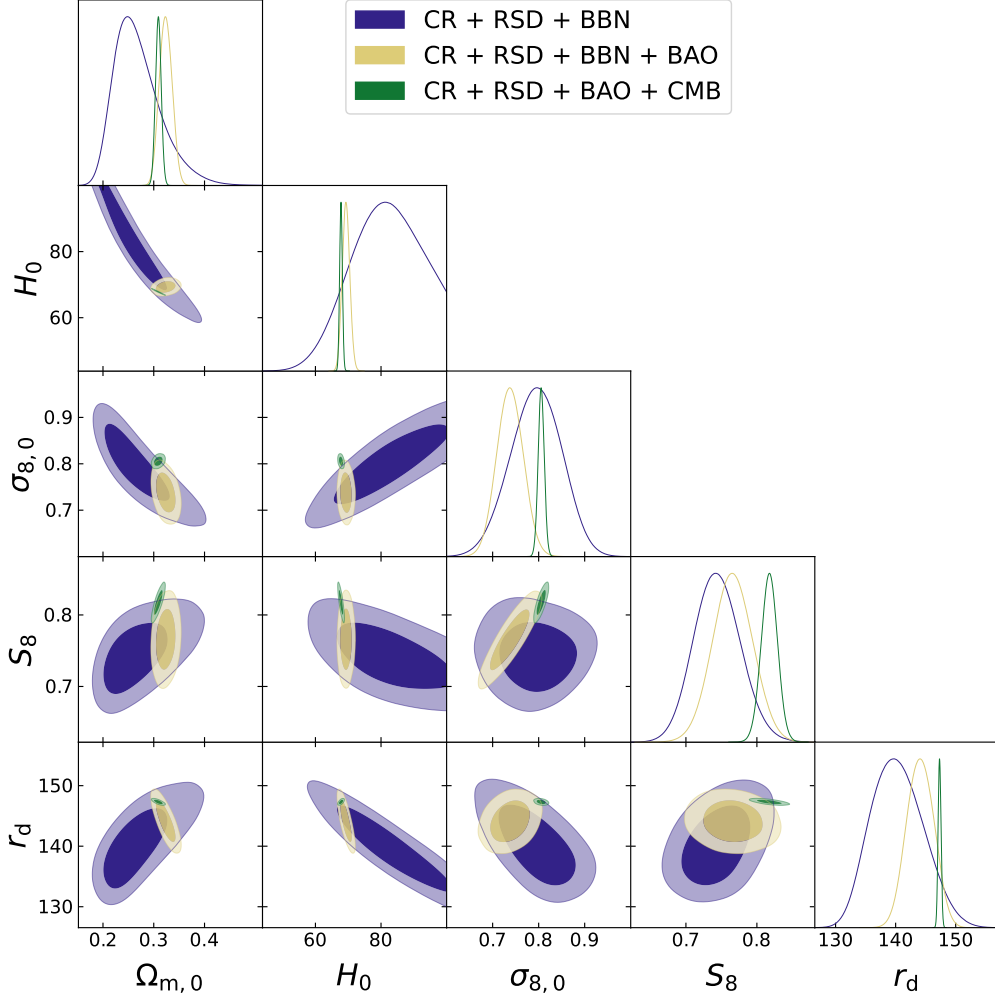 CR + RSD + BBN
CR + RSD + BBN + BAO
CR + RSD + BAO + CMB
H₀
80
60
σ₈,₀
0.9
0.8
0.7
S₈
0.8
0.7
r_d
150
140
130
0.2 0.3 0.4
60 80
0.7 0.8 0.9
0.7 0.8
130 140 150
Ωm,0 H₀ σ₈,₀ S₈ r_d